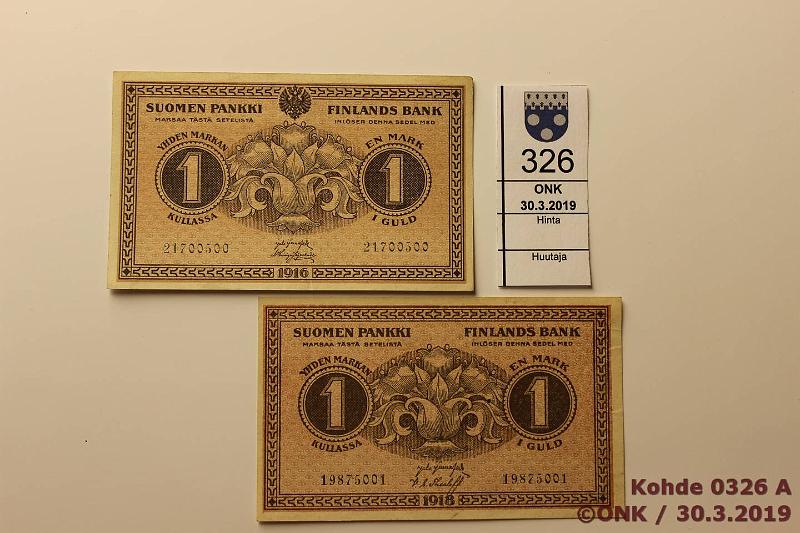 SUOMEN PANKKI FINLANDS BANK
MAKSAA TÄSTÄ SETELISTÄ INLÖSER DENNA SEDEL MED
YHDEN MARKAN EN MARK
1 1
KULLASSA I GULD
21700500 21700500
1916
326
ONK
30.3.2019
Hinta
Huutaja
SUOMEN PANKKI FINLANDS BANK
MAKSAA TÄSTÄ SETELISTÄ INLÖSER DENNA SEDEL MED
YHDEN MARKAN EN MARK
1 1
KULLASSA I GULD
19875001 19875001
1918
Kohde 0326 A
©ONK / 30.3.2019